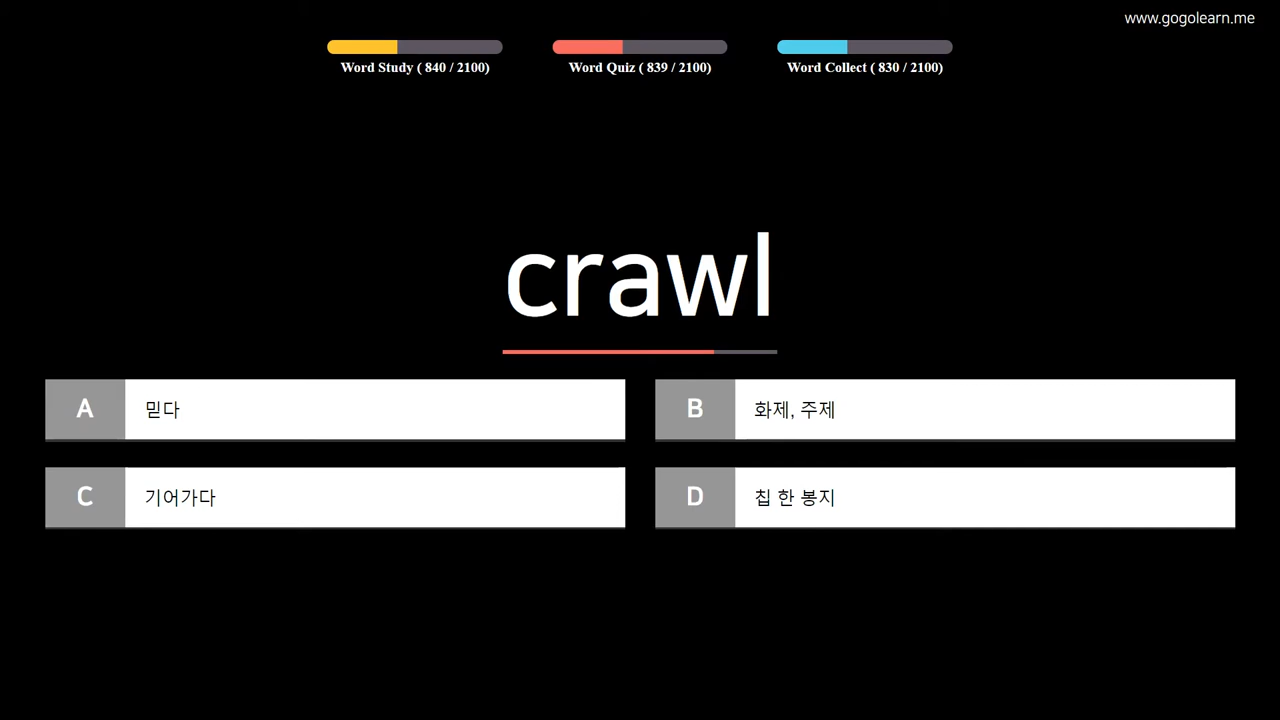 www.gogolearn.me
Word Study ( 840 / 2100)
Word Quiz ( 839 / 2100)
Word Collect ( 830 / 2100)
crawl
A 믿다
B 화제, 주제
C 기어가다
D 칩 한 봉지